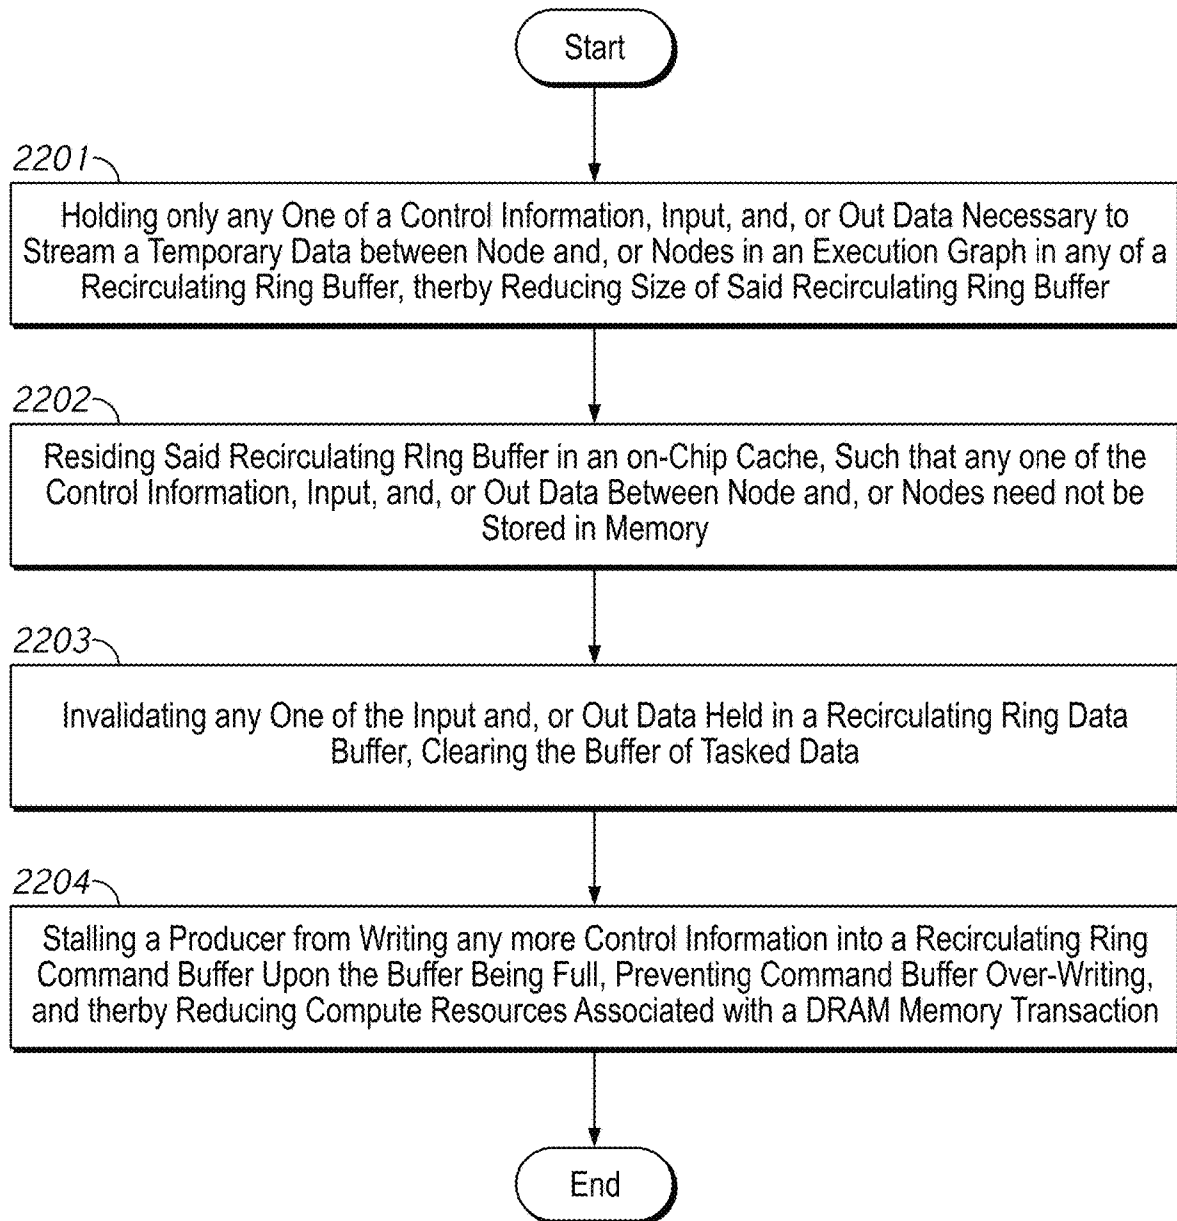 Start
2201
Holding only any One of a Control Information, Input, and, or Out Data Necessary to
Stream a Temporary Data between Node and, or Nodes in an Execution Graph in any of a
Recirculating Ring Buffer, therby Reducing Size of Said Recirculating Ring Buffer
2202
Residing Said Recirculating RIng Buffer in an on-Chip Cache, Such that any one of the
Control Information, Input, and, or Out Data Between Node and, or Nodes need not be
Stored in Memory
2203
Invalidating any One of the Input and, or Out Data Held in a Recirculating Ring Data
Buffer, Clearing the Buffer of Tasked Data
2204
Stalling a Producer from Writing any more Control Information into a Recirculating Ring
Command Buffer Upon the Buffer Being Full, Preventing Command Buffer Over-Writing,
and therby Reducing Compute Resources Associated with a DRAM Memory Transaction
End